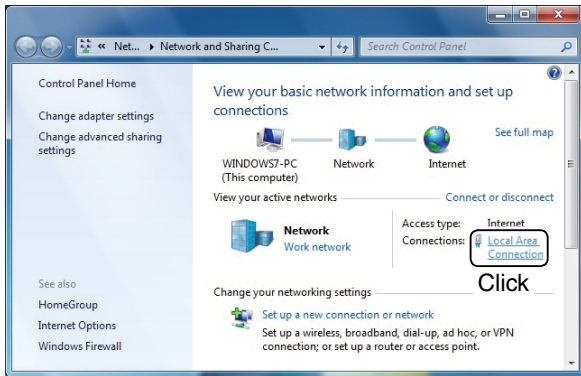 « Net... ▸ Network and Sharing C...
Search Control Panel
Control Panel Home
Change adapter settings
Change advanced sharing
settings
See also
HomeGroup
Internet Options
Windows Firewall
View your basic network information and set up
connections
See full map
WINDOWS7-PC
(This computer)
Network
Internet
View your active networks
Connect or disconnect
Network
Work network
Access type: Internet
Connections: Local Area
Connection
Click
Change your networking settings
Set up a new connection or network
Set up a wireless, broadband, dial-up, ad hoc, or VPN
connection; or set up a router or access point.